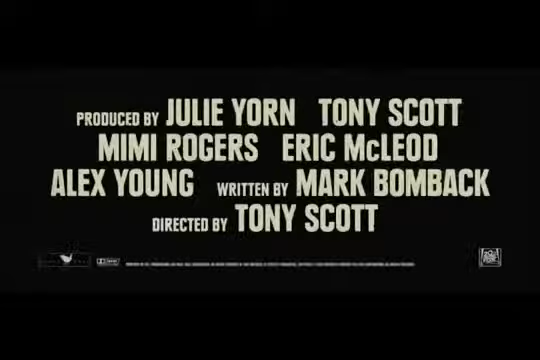 PRODUCED BY JULIE YORN TONY SCOTT
MIMI ROGERS ERIC McLEOD
ALEX YOUNG WRITTEN BY MARK BOMBACK
DIRECTED BY TONY SCOTT